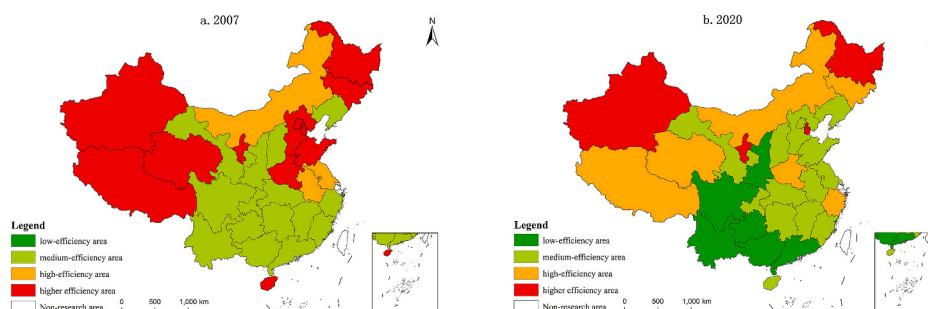 a. 2007
N
Legend
low-efficiency area
medium-efficiency area
high-efficiency area
higher efficiency area
Non-research area
0 500 1,000 km
b. 2020
Legend
low-efficiency area
medium-efficiency area
high-efficiency area
higher efficiency area
Non-research area
0 500 1,000 km